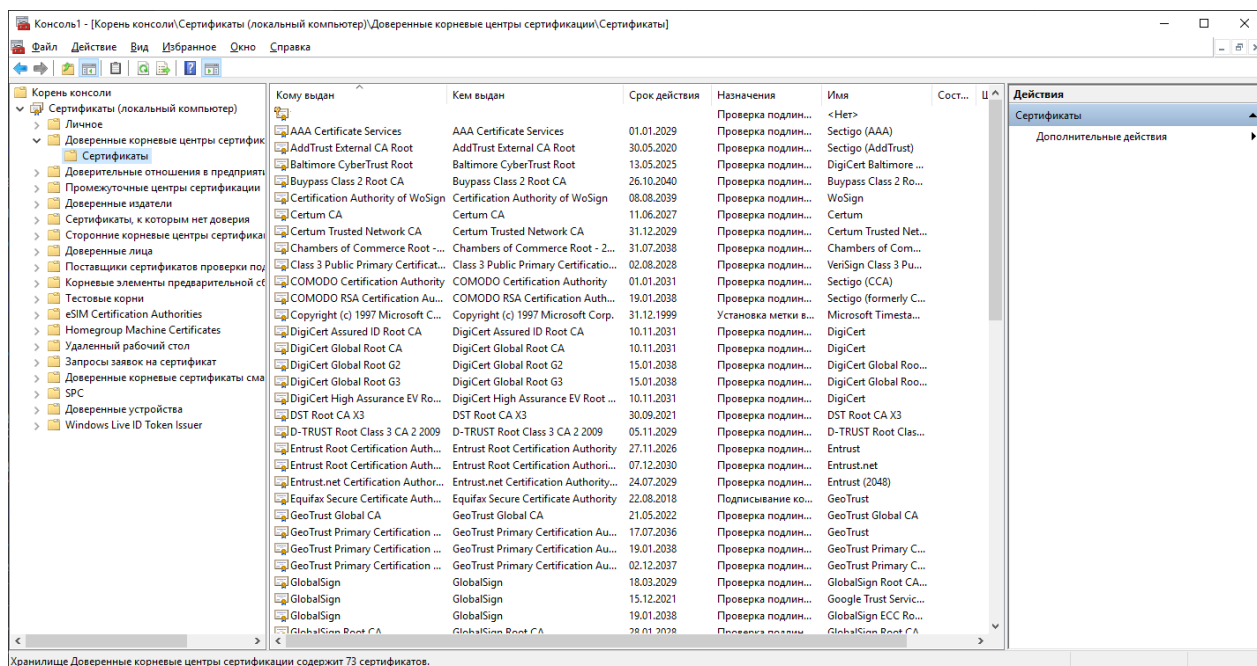 Консоль1 - [Корень консоли\Сертификаты (локальный компьютер)\Доверенные корневые центры сертификации\Сертификаты]
Файл Действие Вид Избранное Окно Справка
Корень консоли
Сертификаты (локальный компьютер)
Личное
Доверенные корневые центры сертифик
Сертификаты
Доверительные отношения в предприяти
Промежуточные центры сертификации
Доверенные издатели
Сертификаты, к которым нет доверия
Сторонние корневые центры сертифика
Доверенные лица
Поставщики сертификатов проверки под
Корневые элементы предварительной сб
Тестовые корни
eSIM Certification Authorities
Homegroup Machine Certificates
Удаленный рабочий стол
Запросы заявок на сертификат
Доверенные корневые сертификаты сма
SPC
Доверенные устройства
Windows Live ID Token Issuer
Кому выдан Кем выдан Срок действия Назначения Имя Сост... Ш
Проверка подлин... <Нет>
AAA Certificate Services AAA Certificate Services 01.01.2029 Проверка подлин... Sectigo (AAA)
AddTrust External CA Root AddTrust External CA Root 30.05.2020 Проверка подлин... Sectigo (AddTrust)
Baltimore CyberTrust Root Baltimore CyberTrust Root 13.05.2025 Проверка подлин... DigiCert Baltimore ...
Buypass Class 2 Root CA Buypass Class 2 Root CA 26.10.2040 Проверка подлин... Buypass Class 2 Ro...
Certification Authority of WoSign Certification Authority of WoSign 08.08.2039 Проверка подлин... WoSign
Certum CA Certum CA 11.06.2027 Проверка подлин... Certum
Certum Trusted Network CA Certum Trusted Network CA 31.12.2029 Проверка подлин... Certum Trusted Net...
Chambers of Commerce Root -... Chambers of Commerce Root - 2... 31.07.2038 Проверка подлин... Chambers of Com...
Class 3 Public Primary Certificat... Class 3 Public Primary Certificatio... 02.08.2028 Проверка подлин... VeriSign Class 3 Pu...
COMODO Certification Authority COMODO Certification Authority 01.01.2031 Проверка подлин... Sectigo (CCA)
COMODO RSA Certification Au... COMODO RSA Certification Auth... 19.01.2038 Проверка подлин... Sectigo (formerly C...
Copyright (c) 1997 Microsoft C... Copyright (c) 1997 Microsoft Corp. 31.12.1999 Установка метки в... Microsoft Timesta...
DigiCert Assured ID Root CA DigiCert Assured ID Root CA 10.11.2031 Проверка подлин... DigiCert
DigiCert Global Root CA DigiCert Global Root CA 10.11.2031 Проверка подлин... DigiCert
DigiCert Global Root G2 DigiCert Global Root G2 15.01.2038 Проверка подлин... DigiCert Global Roo...
DigiCert Global Root G3 DigiCert Global Root G3 15.01.2038 Проверка подлин... DigiCert Global Roo...
DigiCert High Assurance EV Ro... DigiCert High Assurance EV Root ... 10.11.2031 Проверка подлин... DigiCert
DST Root CA X3 DST Root CA X3 30.09.2021 Проверка подлин... DST Root CA X3
D-TRUST Root Class 3 CA 2 2009 D-TRUST Root Class 3 CA 2 2009 05.11.2029 Проверка подлин... D-TRUST Root Clas...
Entrust Root Certification Auth... Entrust Root Certification Authority 27.11.2026 Проверка подлин... Entrust
Entrust Root Certification Auth... Entrust Root Certification Authori... 07.12.2030 Проверка подлин... Entrust.net
Entrust.net Certification Author... Entrust.net Certification Authority... 24.07.2029 Проверка подлин... Entrust (2048)
Equifax Secure Certificate Auth... Equifax Secure Certificate Authority 22.08.2018 Подписывание ко... GeoTrust
GeoTrust Global CA GeoTrust Global CA 21.05.2022 Проверка подлин... GeoTrust Global CA
GeoTrust Primary Certification ... GeoTrust Primary Certification Au... 17.07.2036 Проверка подлин... GeoTrust
GeoTrust Primary Certification ... GeoTrust Primary Certification Au... 19.01.2038 Проверка подлин... GeoTrust Primary C...
GeoTrust Primary Certification ... GeoTrust Primary Certification Au... 02.12.2037 Проверка подлин... GeoTrust Primary C...
GlobalSign GlobalSign 18.03.2029 Проверка подлин... GlobalSign Root CA...
GlobalSign GlobalSign 15.12.2021 Проверка подлин... Google Trust Servic...
GlobalSign GlobalSign 19.01.2038 Проверка подлин... GlobalSign ECC Ro...
GlobalSign Root CA GlobalSign Root CA 28.01.2028 Проверка подлин... GlobalSign Root CA
Действия
Сертификаты
Дополнительные действия
Хранилище Доверенные корневые центры сертификации содержит 73 сертификатов.